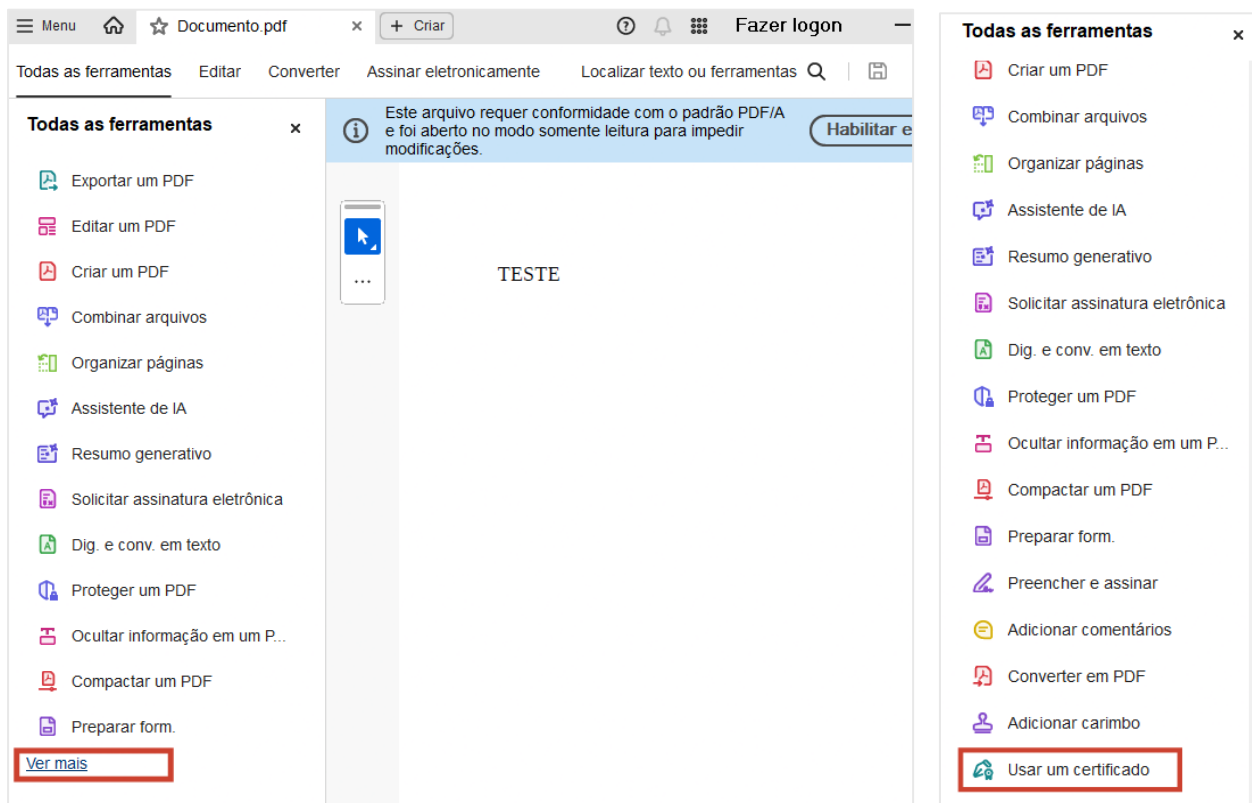 Menu
Documento.pdf
×
+ Criar
Fazer logon
Todas as ferramentas
Editar
Converter
Assinar eletronicamente
Localizar texto ou ferramentas
Todas as ferramentas
×
Exportar um PDF
Editar um PDF
Criar um PDF
Combinar arquivos
Organizar páginas
Assistente de IA
Resumo generativo
Solicitar assinatura eletrônica
Dig. e conv. em texto
Proteger um PDF
Ocultar informação em um P...
Compactar um PDF
Preparar form.
Ver mais
Este arquivo requer conformidade com o padrão PDF/A
e foi aberto no modo somente leitura para impedir
modificações.
Habilitar e
TESTE
Todas as ferramentas
×
Criar um PDF
Combinar arquivos
Organizar páginas
Assistente de IA
Resumo generativo
Solicitar assinatura eletrônica
Dig. e conv. em texto
Proteger um PDF
Ocultar informação em um P...
Compactar um PDF
Preparar form.
Preencher e assinar
Adicionar comentários
Converter em PDF
Adicionar carimbo
Usar um certificado